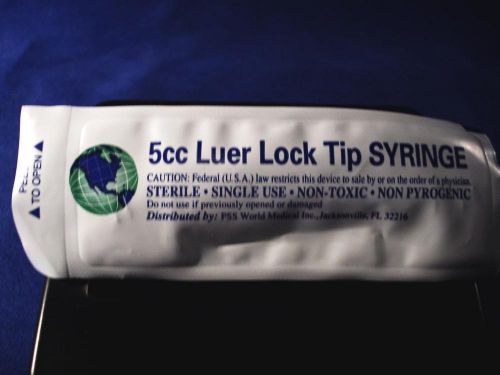 ▲ TO OPEN ▲
5cc Luer Lock Tip SYRINGE
CAUTION: Federal (U.S.A.) law restricts this device to sale by or on the order of a physician.
STERILE • SINGLE USE • NON-TOXIC • NON PYROGENIC
Do not use if previously opened or damaged
Distributed by: PSS World Medical Inc., Jacksonville, FL 32216